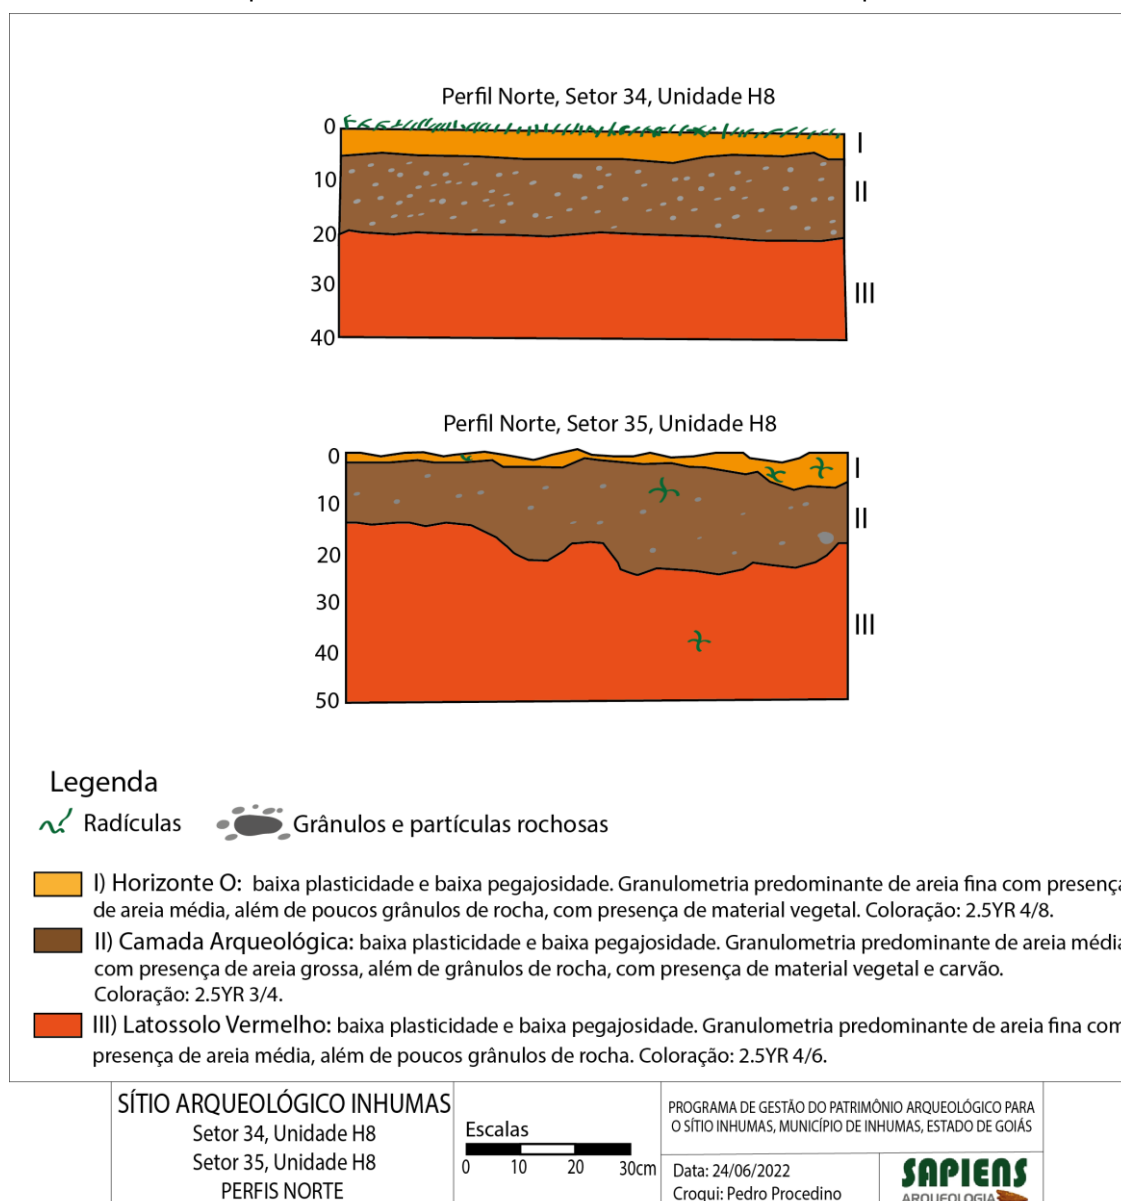 Perfil Norte, Setor 34, Unidade H8
0
10
20
30
40
I
II
III
Perfil Norte, Setor 35, Unidade H8
0
10
20
30
40
50
I
II
III
Legenda
Radículas
Grânulos e partículas rochosas
I) Horizonte O: baixa plasticidade e baixa pegajosidade. Granulometria predominante de areia fina com presença
de areia média, além de poucos grânulos de rocha, com presença de material vegetal. Coloração: 2.5YR 4/8.
II) Camada Arqueológica: baixa plasticidade e baixa pegajosidade. Granulometria predominante de areia média
com presença de areia grossa, além de grânulos de rocha, com presença de material vegetal e carvão.
Coloração: 2.5YR 3/4.
III) Latossolo Vermelho: baixa plasticidade e baixa pegajosidade. Granulometria predominante de areia fina com
presença de areia média, além de poucos grânulos de rocha. Coloração: 2.5YR 4/6.
SÍTIO ARQUEOLÓGICO INHUMAS
Setor 34, Unidade H8
Setor 35, Unidade H8
PERFIS NORTE
Escalas
0 10 20 30cm
PROGRAMA DE GESTÃO DO PATRIMÔNIO ARQUEOLÓGICO PARA
O SÍTIO INHUMAS, MUNICÍPIO DE INHUMAS, ESTADO DE GOIÁS
Data: 24/06/2022
Croqui: Pedro Procedino
SAPIENS
ARQUEOLOGIA